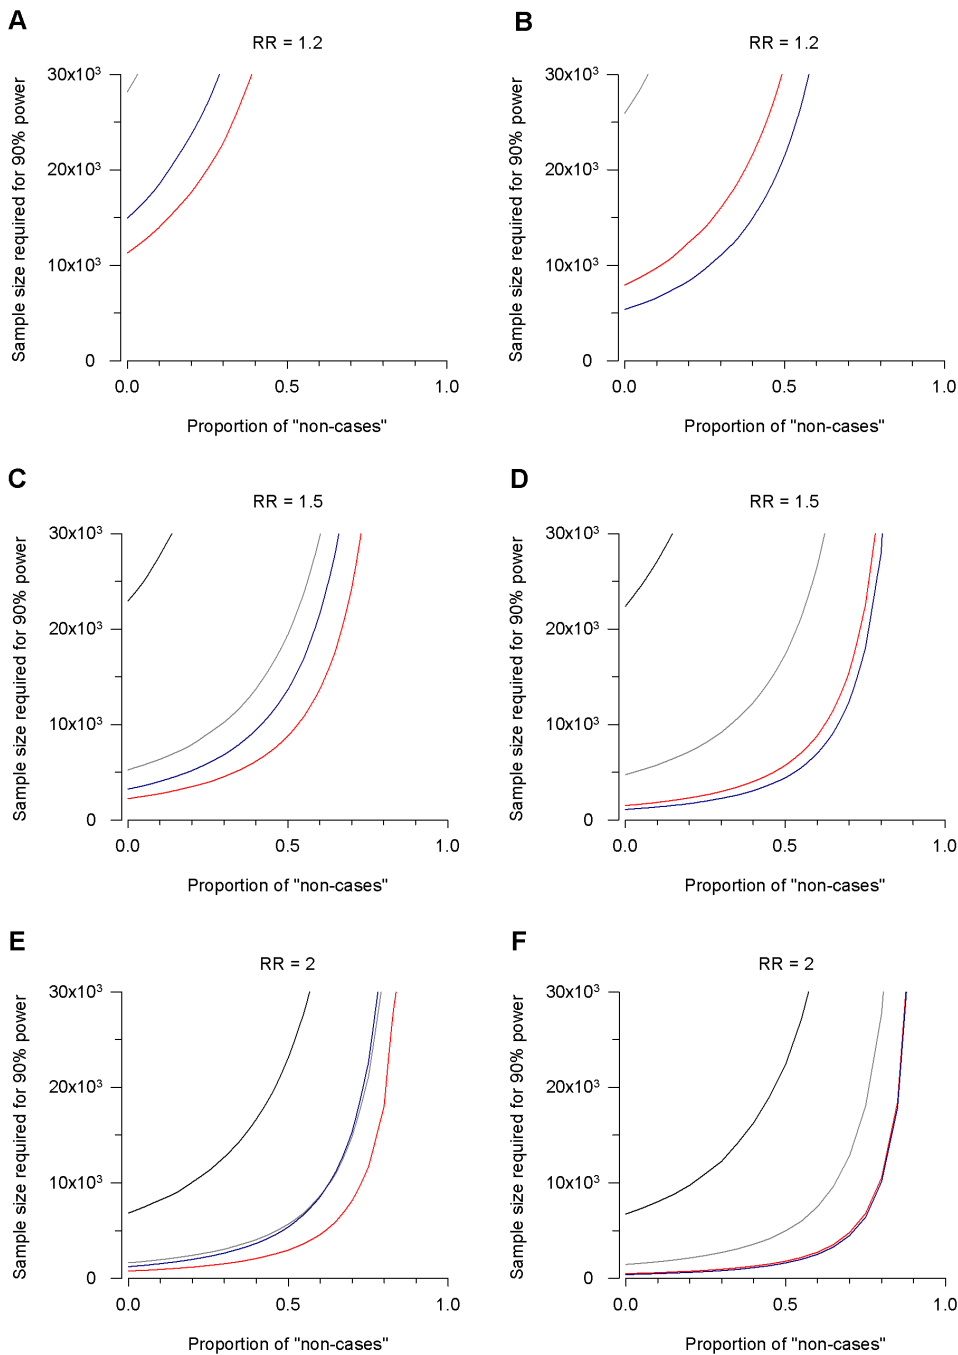 A
RR = 1.2
Sample size required for 90% power
30x10³
20x10³
10x10³
0
0.0 0.5 1.0
Proportion of "non-cases"
B
RR = 1.2
Sample size required for 90% power
30x10³
20x10³
10x10³
0
0.0 0.5 1.0
Proportion of "non-cases"
C
RR = 1.5
Sample size required for 90% power
30x10³
20x10³
10x10³
0
0.0 0.5 1.0
Proportion of "non-cases"
D
RR = 1.5
Sample size required for 90% power
30x10³
20x10³
10x10³
0
0.0 0.5 1.0
Proportion of "non-cases"
E
RR = 2
Sample size required for 90% power
30x10³
20x10³
10x10³
0
0.0 0.5 1.0
Proportion of "non-cases"
F
RR = 2
Sample size required for 90% power
30x10³
20x10³
10x10³
0
0.0 0.5 1.0
Proportion of "non-cases"